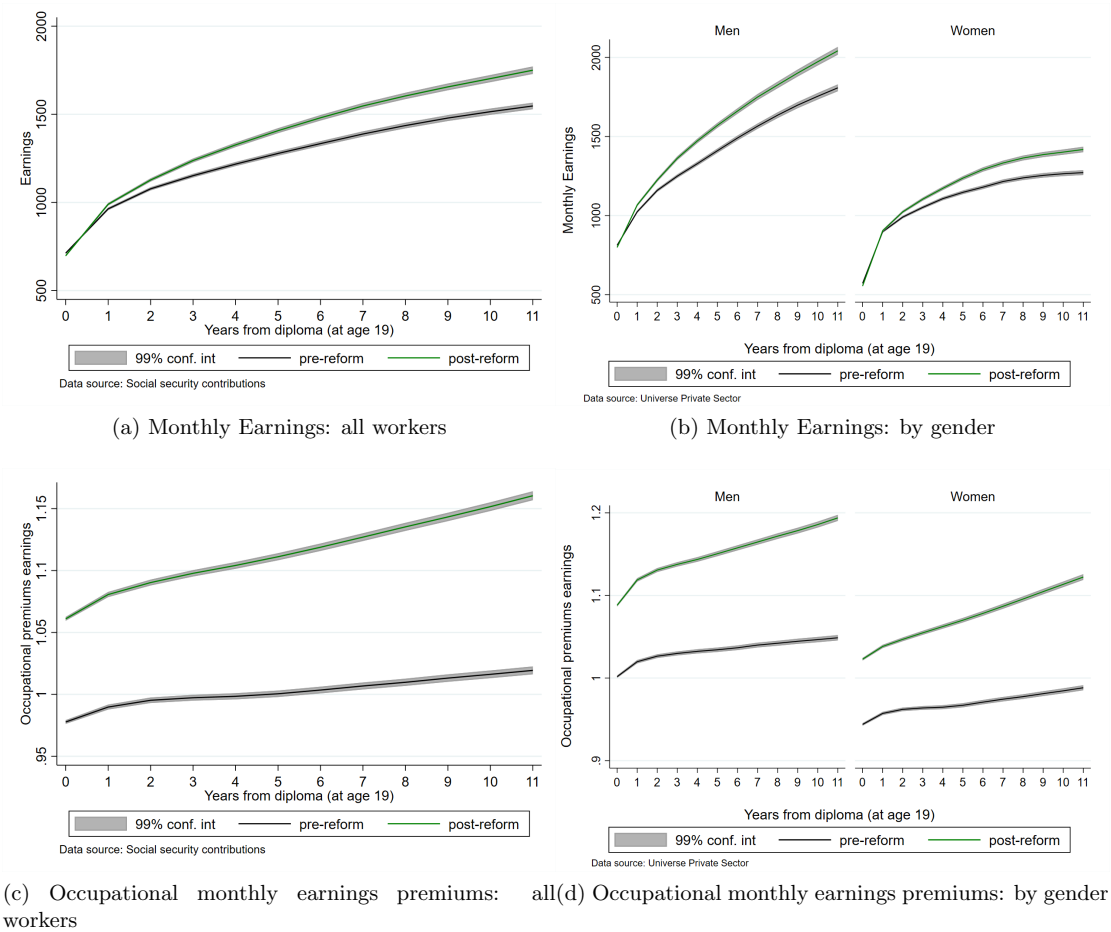 2000
1500
1000
500
Earnings
0 1 2 3 4 5 6 7 8 9 10 11
Years from diploma (at age 19)
99% conf. int pre-reform post-reform
Data source: Social security contributions
(a) Monthly Earnings: all workers
Men Women
2000
1500
1000
500
Monthly Earnings
0 1 2 3 4 5 6 7 8 9 10 11 0 1 2 3 4 5 6 7 8 9 10 11
Years from diploma (at age 19)
99% conf. int pre-reform post-reform
Data source: Universe Private Sector
(b) Monthly Earnings: by gender
1.15
1.1
1.05
1
.95
Occupational premiums earnings
0 1 2 3 4 5 6 7 8 9 10 11
Years from diploma (at age 19)
99% conf. int pre-reform post-reform
Data source: Social security contributions
(c) Occupational monthly earnings premiums: all
workers
Men Women
1.2
1.1
1
.9
Occupational premiums earnings
0 1 2 3 4 5 6 7 8 9 10 11 0 1 2 3 4 5 6 7 8 9 10 11
Years from diploma (at age 19)
99% conf. int pre-reform post-reform
Data source: Universe Private Sector
(d) Occupational monthly earnings premiums: by gender